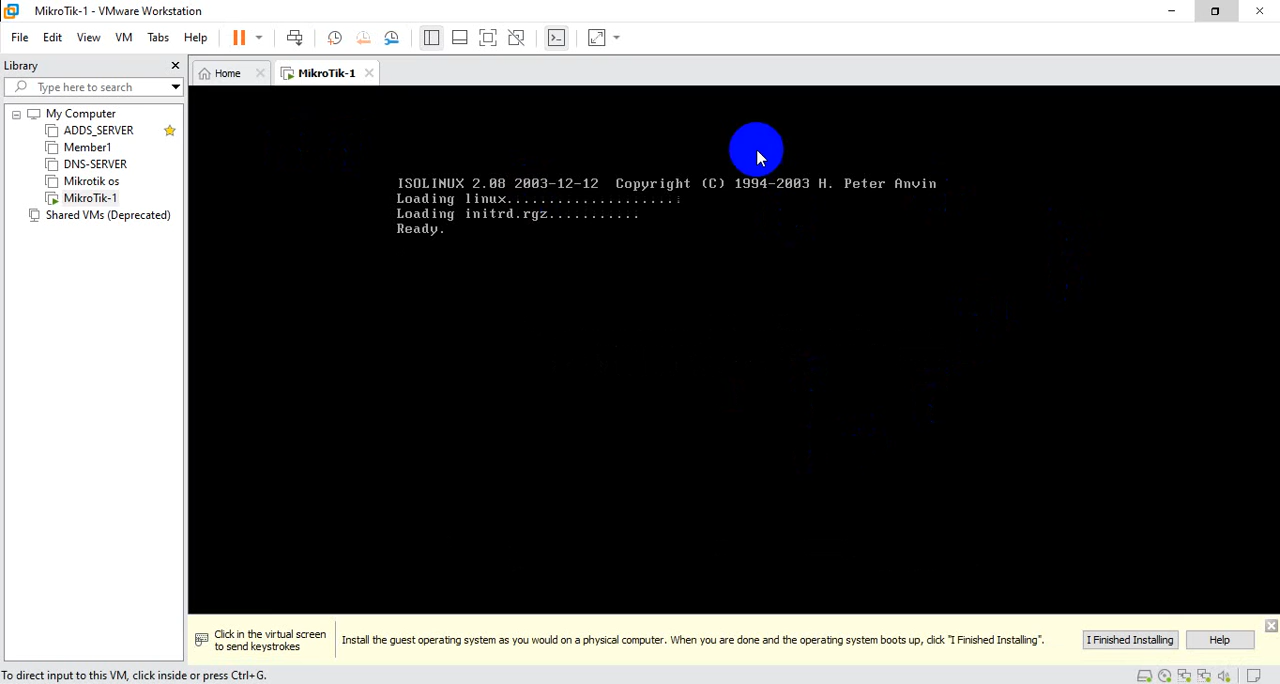 MikroTik-1 - VMware Workstation
File Edit View VM Tabs Help
Library
Type here to search
Home
MikroTik-1
My Computer
ADDS_SERVER
Member1
DNS-SERVER
Mikrotik os
MikroTik-1
Shared VMs (Deprecated)
ISOLINUX 2.08 2003-12-12 Copyright (C) 1994-2003 H. Peter Anvin
Loading linux.....................
Loading initrd.rgz...........
Ready.
Click in the virtual screen
to send keystrokes
Install the guest operating system as you would on a physical computer. When you are done and the operating system boots up, click "I Finished Installing".
I Finished Installing
Help
To direct input to this VM, click inside or press Ctrl+G.